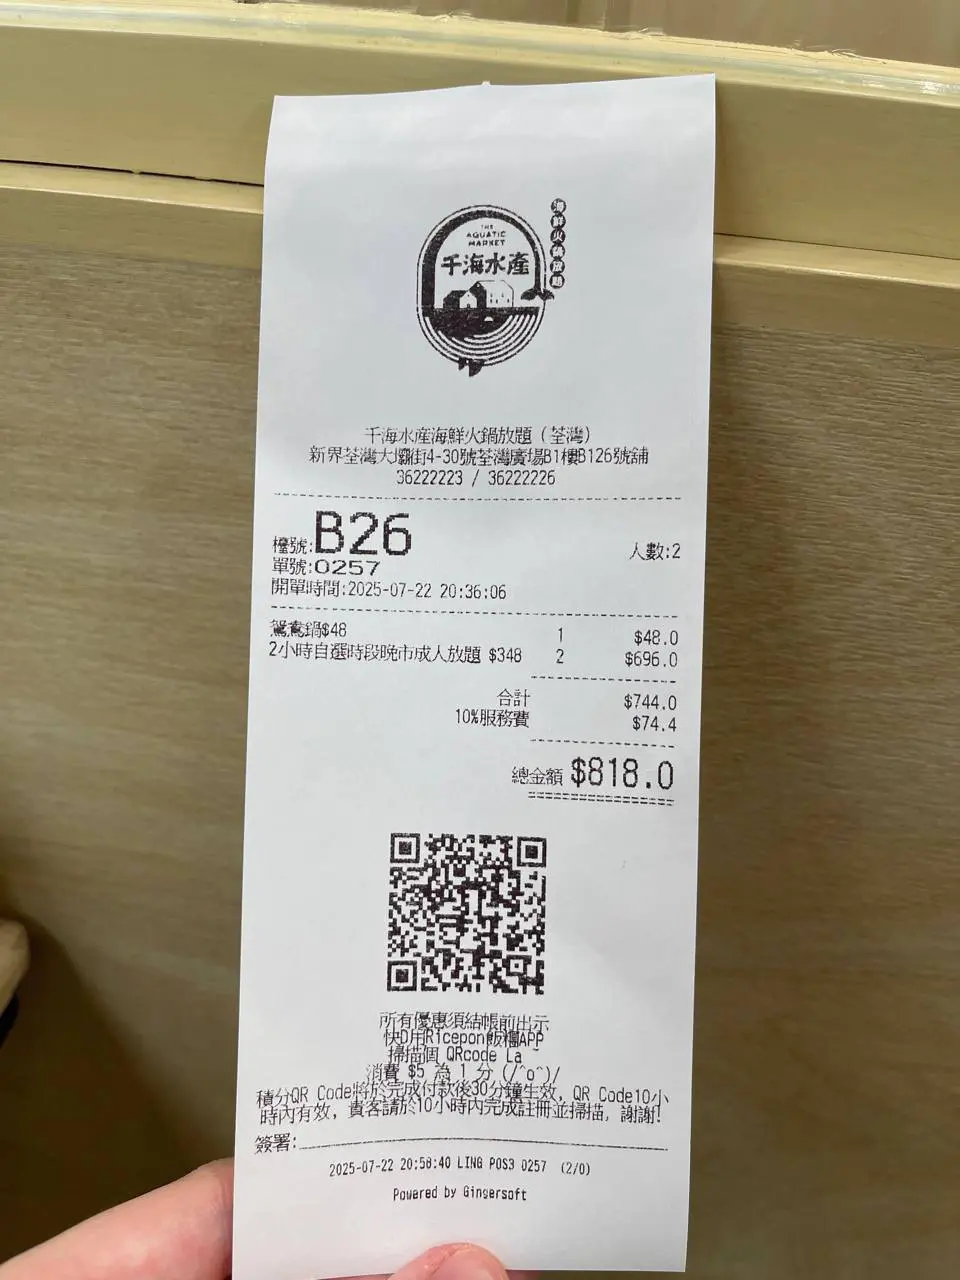 THE
AQUATIC
MARKET
千海水產
海鮮火鍋放題
千海水産海鮮火鍋放題（荃灣）
新界荃灣大壩街4-30號荃灣廣場B1樓B126號舖
36222223 / 36222226
檯號:B26
人數:2
單號:0257
開單時間:2025-07-22 20:36:06
鴛鴦鍋$48 1 $48.0
2小時自選時段晚市成人放題 $348 2 $696.0
合計 $744.0
10%服務費 $74.4
總金額 $818.0
所有優惠須結帳前出示
快D用Ricepon飯糰APP
掃描個 QRcode La ~
消費 $5 為 1 分 (/^o^)/
積分QR Code將於完成付款後30分鐘生效, QR Code10小
時內有效, 貴客請於10小時內完成註冊並掃描, 謝謝!
簽署:
2025-07-22 20:58:40 LING POS3 0257 (2/0)
Powered by Gingersoft